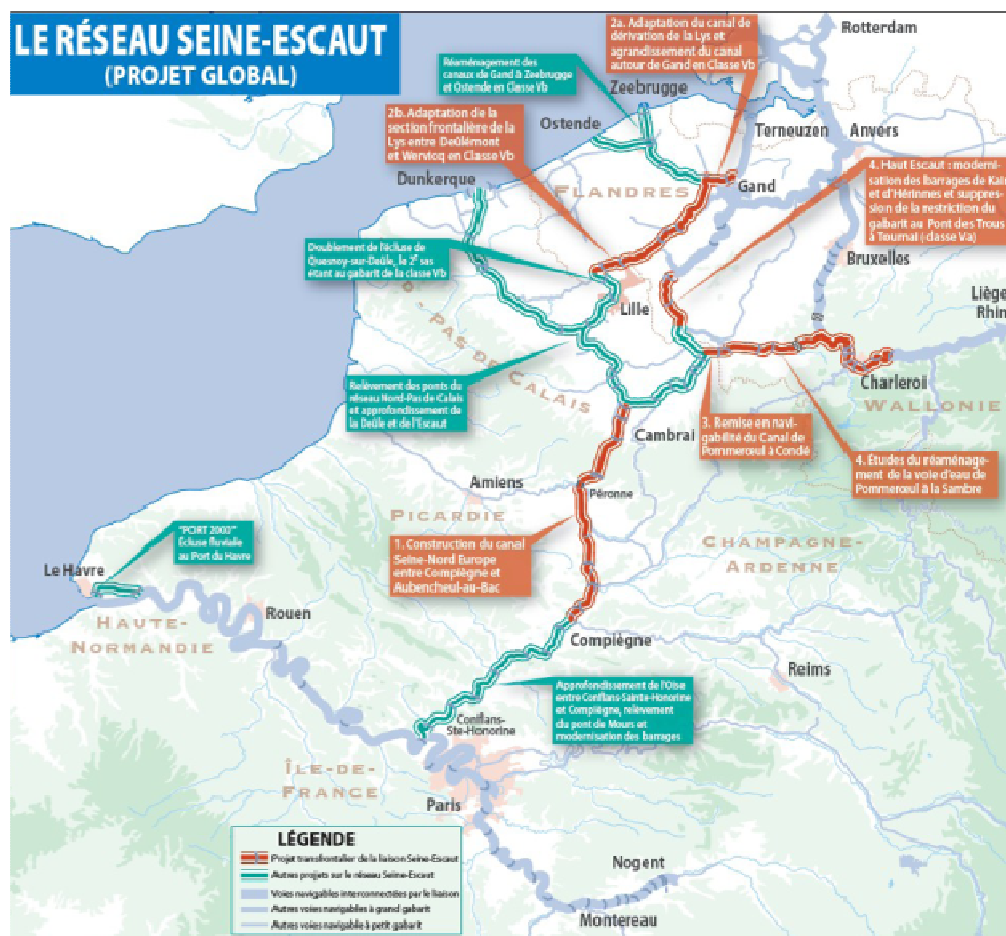 LE RÉSEAU SEINE-ESCAUT
(PROJET GLOBAL)
2a. Adaptation du canal de
dérivation de la Lys et
agrandissement du canal
autour de Gand en Classe Vb
Rotterdam
Réaménagement des
canaux de Gand à Zeebrugge
et Ostende en Classe Vb
Zeebrugge
2b. Adaptation de la
section frontalière de la
Lys entre Deûlémont
et Wervicq en Classe Vb
Ostende
Terneuzen
Anvers
4. Haut Escaut : moderni-
sation des barrages de Kain
et d'Hérinnes et suppres-
sion de la restriction du
gabarit au Pont des Trous
à Tournai (classe Va)
Dunkerque
FLANDRES
Gand
Doublement de l'écluse de
Quesnoy-sur-Deûle, le 2e sas
étant au gabarit de la classe Vb
Bruxelles
Lille
Liège
Rhin
- PAS DE CALAIS
Relèvement des ponts du
réseau Nord-Pas de Calais
et approfondissement de
la Deûle et de l'Escaut
Charleroi
WALLONIE
Cambrai
3. Remise en navi-
gabilité du Canal de
Pommerœul à Condé
4. Études du réaménage-
ment de la voie d'eau de
Pommerœul à la Sambre
Amiens
Péronne
PICARDIE
"PORT 2000"
Écluse fluviale
au Port du Havre
1. Construction du canal
Seine-Nord Europe
entre Compiègne et
Aubencheul-au-Bac
CHAMPAGNE-
ARDENNE
Le Havre
Rouen
HAUTE-
NORMANDIE
Compiègne
Reims
Approfondissement de l'Oise
entre Conflans-Sainte-Honorine
et Compiègne, relèvement
du pont de Mours et
modernisation des barrages
Conflans-
Ste-Honorine
ÎLE-DE-
FRANCE
Paris
LÉGENDE
Projet transfrontalier de la liaison Seine-Escaut
Autres projets sur le réseau Seine-Escaut
Voies navigables interconnectées par le liaison
Autres voies navigables à grand gabarit
Autres voies navigable à petit gabarit
Nogent
Montereau